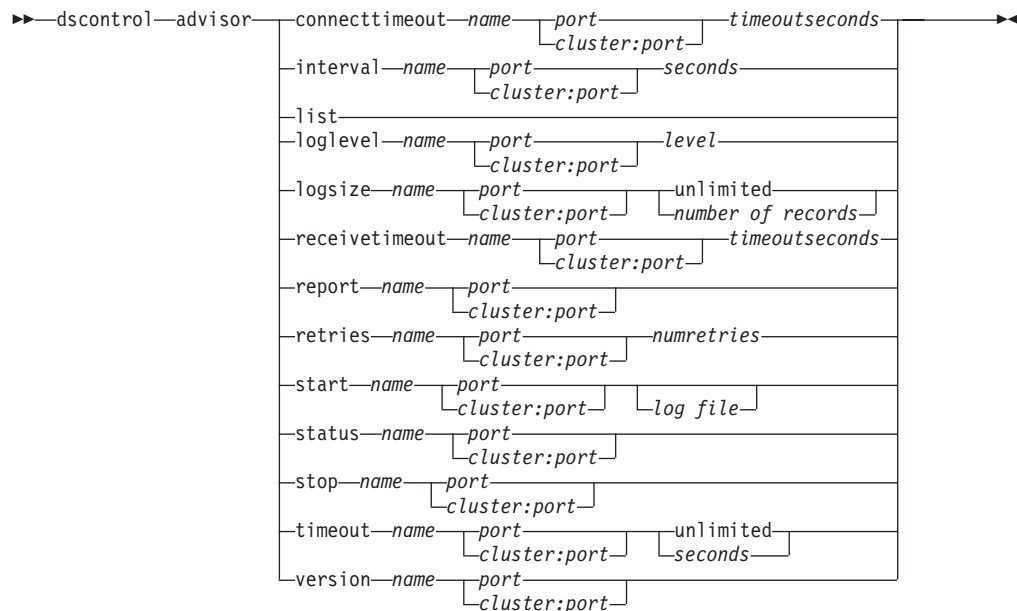 dscontrol advisor connecttimeout name port timeoutseconds
cluster:port
interval name port seconds
cluster:port
list
loglevel name port level
cluster:port
logsize name port unlimited
cluster:port number of records
receivetimeout name port timeoutseconds
cluster:port
report name port
cluster:port
retries name port numretries
cluster:port
start name port
cluster:port log file
status name port
cluster:port
stop name port
cluster:port
timeout name port unlimited
cluster:port seconds
version name port
cluster:port